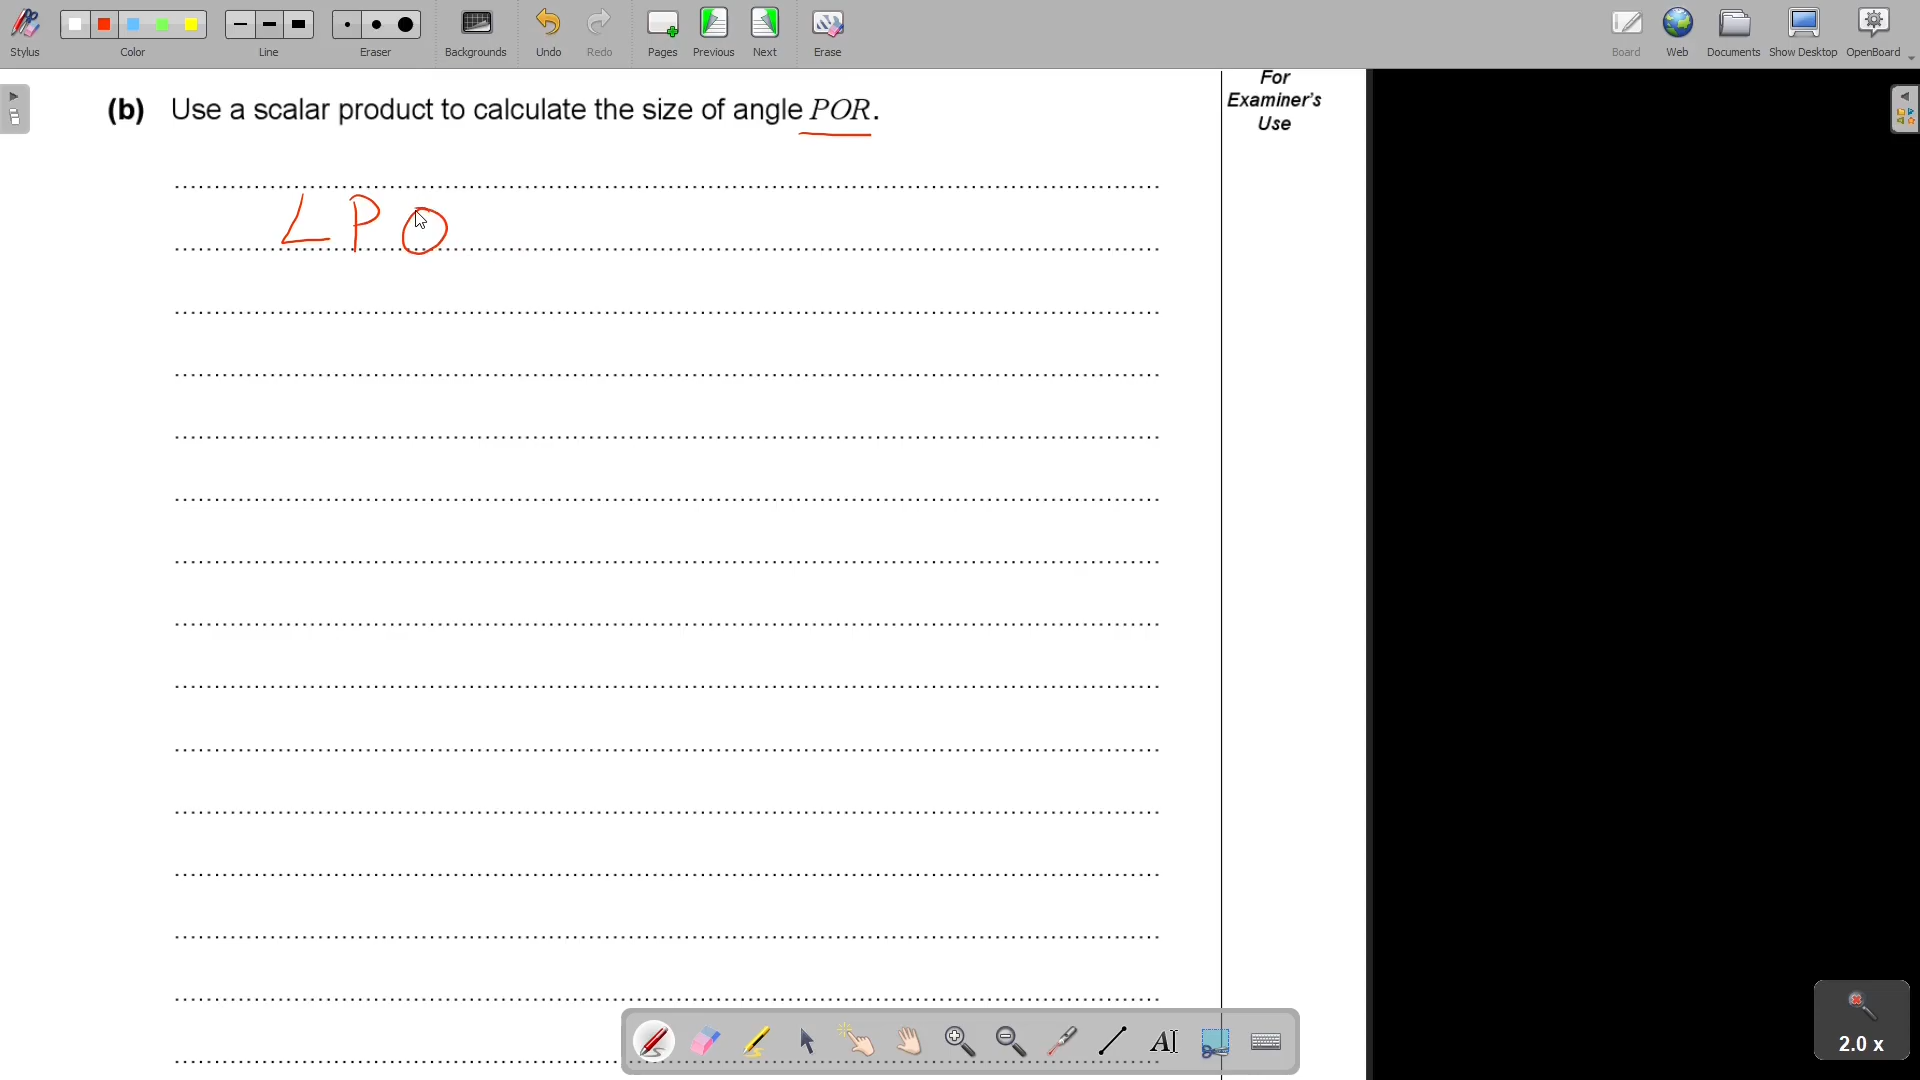 Stylus Color Line Eraser Backgrounds Undo Redo Pages Previous Next Erase Board Web Documents Show Desktop OpenBoard
For
Examiner's
Use
(b) Use a scalar product to calculate the size of angle POR.
∠ P O
AI
2.0 x